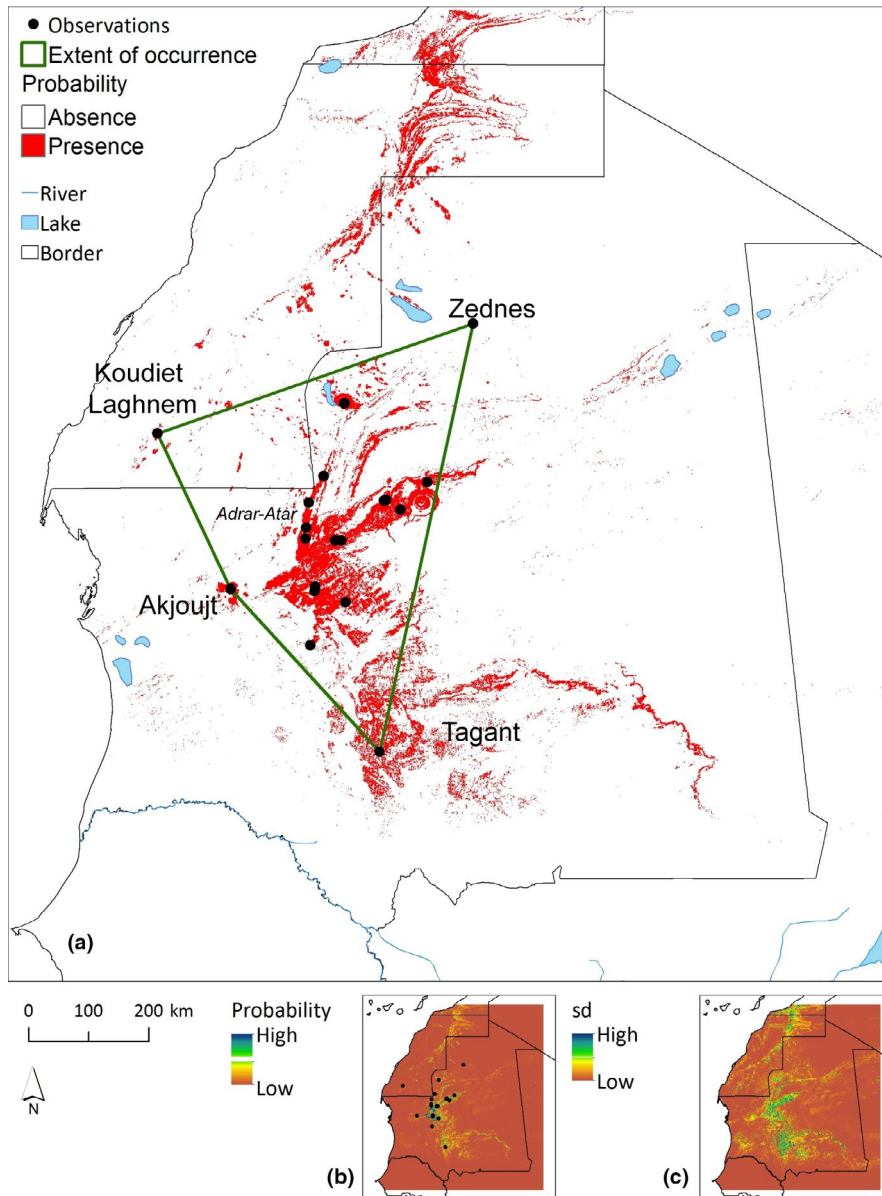 Observations
Extent of occurrence
Probability
Absence
Presence
River
Lake
Border
Zednes
Koudiet
Laghnem
Adrar-Atar
Akjoujt
Tagant
(a)
0 100 200 km
N
Probability
High
Low
(b)
sd
High
Low
(c)